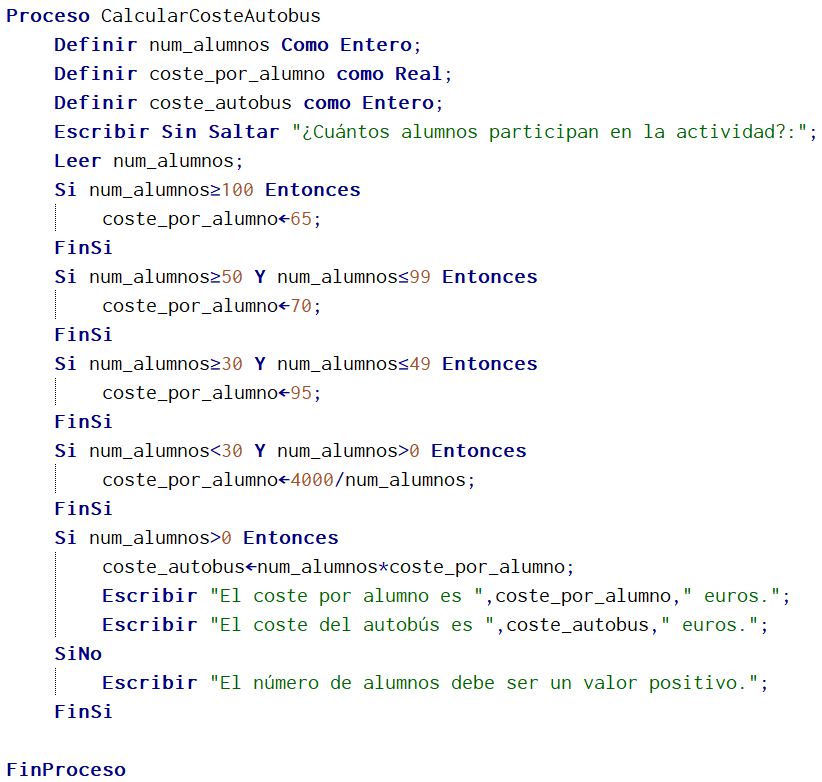 Proceso CalcularCosteAutobus
    Definir num_alumnos Como Entero;
    Definir coste_por_alumno como Real;
    Definir coste_autobus como Entero;
    Escribir Sin Saltar "¿Cuántos alumnos participan en la actividad?:";
    Leer num_alumnos;
    Si num_alumnos≥100 Entonces
        coste_por_alumno←65;
    FinSi
    Si num_alumnos≥50 Y num_alumnos≤99 Entonces
        coste_por_alumno←70;
    FinSi
    Si num_alumnos≥30 Y num_alumnos≤49 Entonces
        coste_por_alumno←95;
    FinSi
    Si num_alumnos<30 Y num_alumnos>0 Entonces
        coste_por_alumno←4000/num_alumnos;
    FinSi
    Si num_alumnos>0 Entonces
        coste_autobus←num_alumnos*coste_por_alumno;
        Escribir "El coste por alumno es ",coste_por_alumno," euros.";
        Escribir "El coste del autobús es ",coste_autobus," euros.";
    SiNo
        Escribir "El número de alumnos debe ser un valor positivo.";
    FinSi
FinProceso